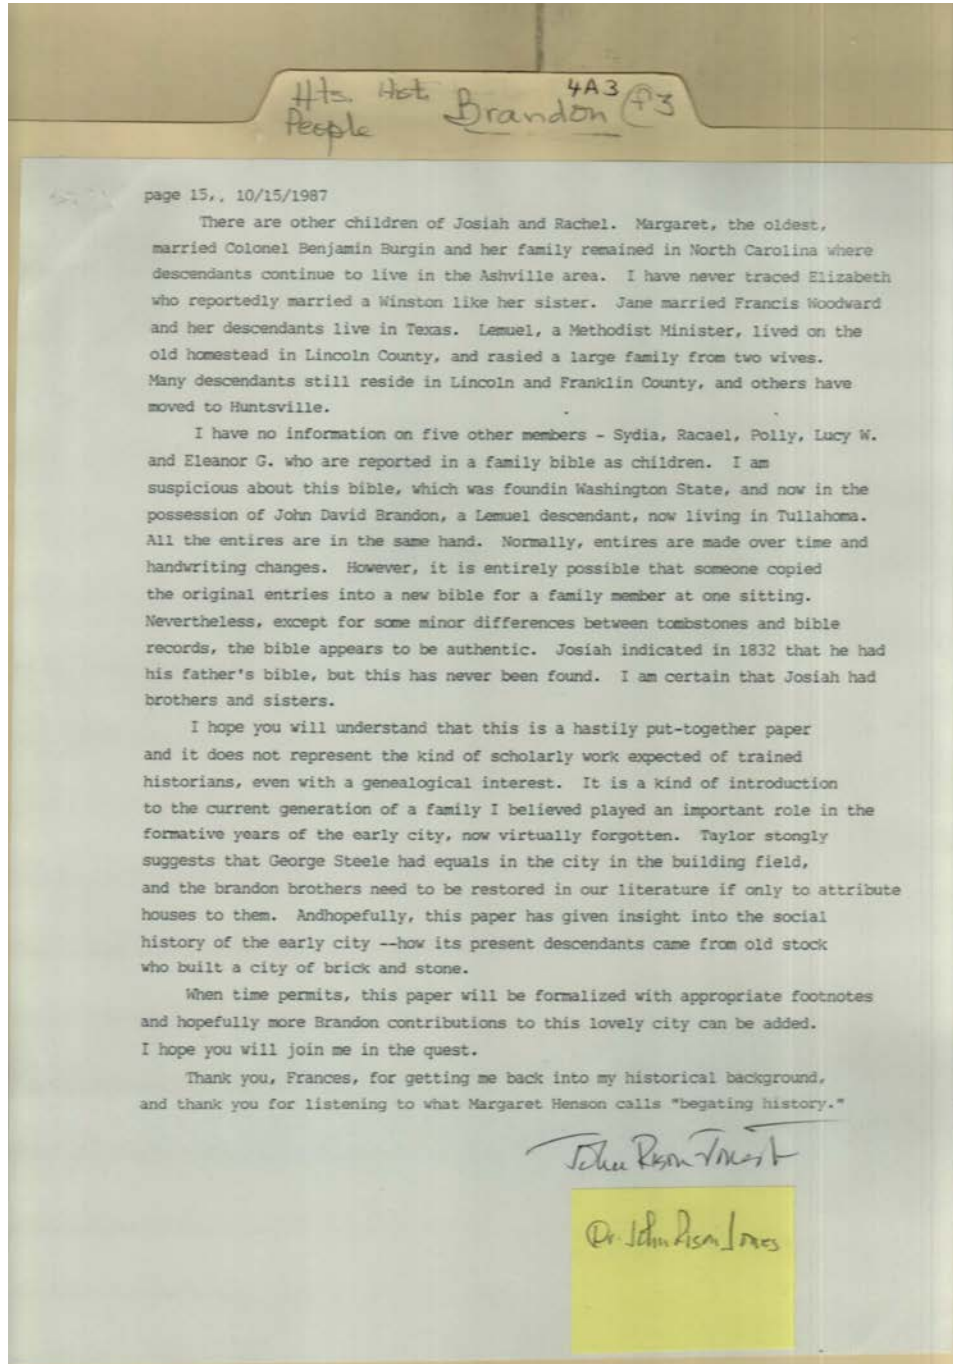 Hts. Hist. 4A3
People Brandon f3
page 15,, 10/15/1987
There are other children of Josiah and Rachel. Margaret, the oldest,
married Colonel Benjamin Burgin and her family remained in North Carolina where
descendants continue to live in the Ashville area. I have never traced Elizabeth
who reportedly married a Winston like her sister. Jane married Francis Woodward
and her descendants live in Texas. Lemuel, a Methodist Minister, lived on the
old homestead in Lincoln County, and rasied a large family from two wives.
Many descendants still reside in Lincoln and Franklin County, and others have
moved to Huntsville.
I have no information on five other members - Sydia, Racael, Polly, Lucy W.
and Eleanor G. who are reported in a family bible as children. I am
suspicious about this bible, which was foundin Washington State, and now in the
possession of John David Brandon, a Lemuel descendant, now living in Tullahoma.
All the entires are in the same hand. Normally, entires are made over time and
handwriting changes. However, it is entirely possible that someone copied
the original entries into a new bible for a family member at one sitting.
Nevertheless, except for some minor differences between tombstones and bible
records, the bible appears to be authentic. Josiah indicated in 1832 that he had
his father's bible, but this has never been found. I am certain that Josiah had
brothers and sisters.
I hope you will understand that this is a hastily put-together paper
and it does not represent the kind of scholarly work expected of trained
historians, even with a genealogical interest. It is a kind of introduction
to the current generation of a family I believed played an important role in the
formative years of the early city, now virtually forgotten. Taylor stongly
suggests that George Steele had equals in the city in the building field,
and the brandon brothers need to be restored in our literature if only to attribute
houses to them. Andhopefully, this paper has given insight into the social
history of the early city --how its present descendants came from old stock
who built a city of brick and stone.
When time permits, this paper will be formalized with appropriate footnotes
and hopefully more Brandon contributions to this lovely city can be added.
I hope you will join me in the quest.
Thank you, Frances, for getting me back into my historical background,
and thank you for listening to what Margaret Henson calls "begating history."
John Rison
Dr. John Rison Jones